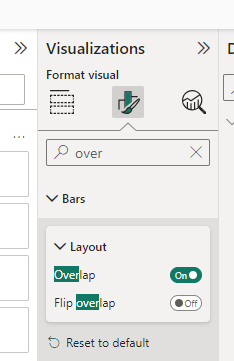 Visualizations
Format visual
over
Bars
Layout
Overlap
On
Flip overlap
Off
Reset to default